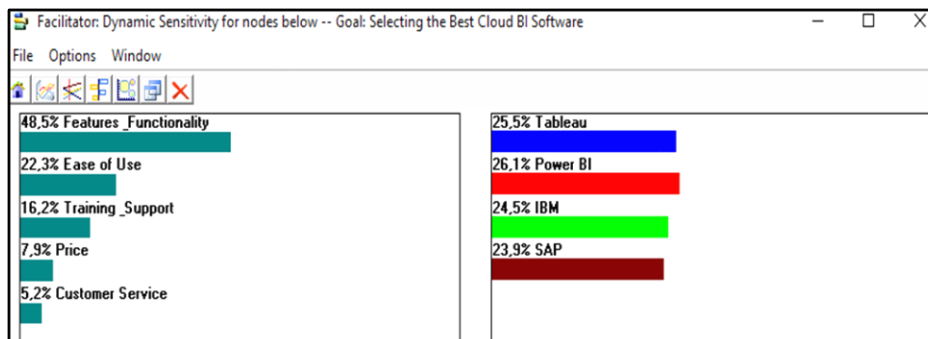 Facilitator: Dynamic Sensitivity for nodes below -- Goal: Selecting the Best Cloud BI Software
File Options Window
48,5% Features _Functionality
22,3% Ease of Use
16,2% Training _Support
7,9% Price
5,2% Customer Service
25,5% Tableau
26,1% Power BI
24,5% IBM
23,9% SAP